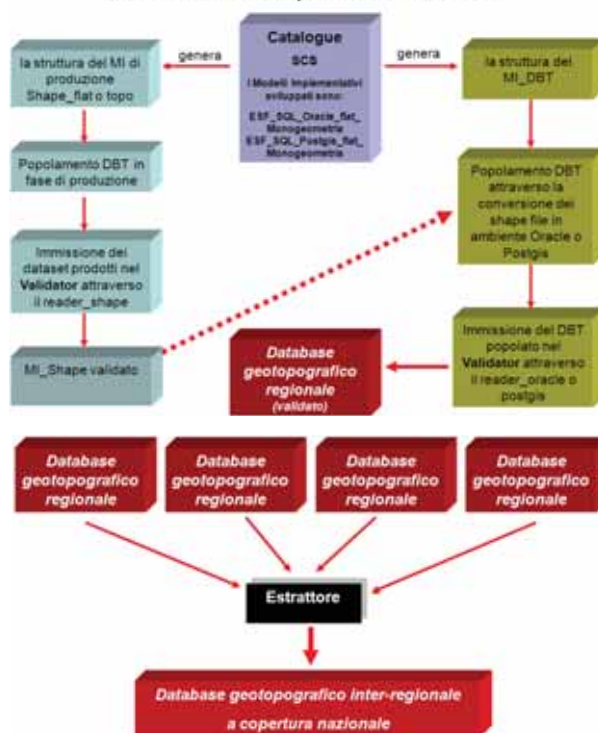 genera
Catalogue
SCS
I Modelli Implementativi
sviluppati sono:
ESF_SQL_Oracle_flat_
Monogeometria
ESF_SQL_Postgis_flat_
Monogeometria
genera
la struttura del MI di
produzione
Shape_flat o topo
Popolamento DBT in
fase di produzione
Immissione dei
dataset prodotti nel
Validator attraverso
il reader_shape
MI_Shape validato
la struttura del
MI_DBT
Popolamento DBT
attraverso la
conversione dei
shape file in
ambiente Oracle o
Postgis
Immissione del DBT
popolato nel
Validator attraverso
il reader_oracle o
postgis
Database
geotopografico
regionale
(validato)
Database
geotopografico
regionale
Database
geotopografico
regionale
Database
geotopografico
regionale
Database
geotopografico
regionale
Estrattore
Database geotopografico inter-regionale
a copertura nazionale